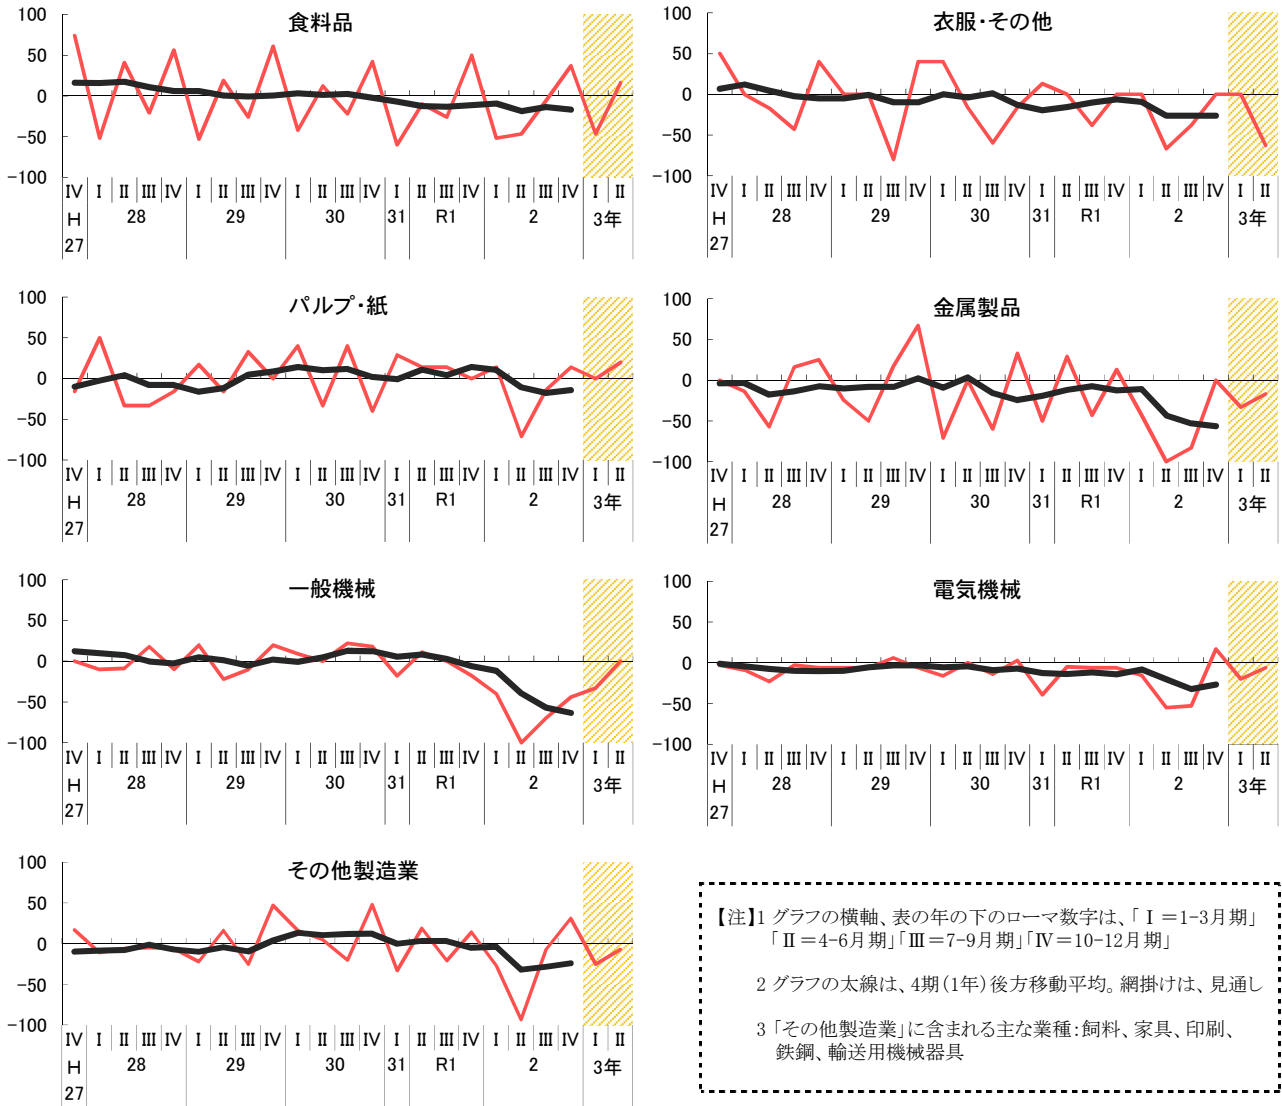 食料品
100
50
0
-50
-100
Ⅳ Ⅰ Ⅱ Ⅲ Ⅳ Ⅰ Ⅱ Ⅲ Ⅳ Ⅰ Ⅱ Ⅲ Ⅳ Ⅰ Ⅱ Ⅲ Ⅳ Ⅰ Ⅱ Ⅲ Ⅳ Ⅰ Ⅱ
H 28 29 30 31 R1 2 3年
27
衣服・その他
100
50
0
-50
-100
Ⅳ Ⅰ Ⅱ Ⅲ Ⅳ Ⅰ Ⅱ Ⅲ Ⅳ Ⅰ Ⅱ Ⅲ Ⅳ Ⅰ Ⅱ Ⅲ Ⅳ Ⅰ Ⅱ Ⅲ Ⅳ Ⅰ Ⅱ
H 28 29 30 31 R1 2 3年
27
パルプ・紙
100
50
0
-50
-100
Ⅳ Ⅰ Ⅱ Ⅲ Ⅳ Ⅰ Ⅱ Ⅲ Ⅳ Ⅰ Ⅱ Ⅲ Ⅳ Ⅰ Ⅱ Ⅲ Ⅳ Ⅰ Ⅱ Ⅲ Ⅳ Ⅰ Ⅱ
H 28 29 30 31 R1 2 3年
27
金属製品
100
50
0
-50
-100
Ⅳ Ⅰ Ⅱ Ⅲ Ⅳ Ⅰ Ⅱ Ⅲ Ⅳ Ⅰ Ⅱ Ⅲ Ⅳ Ⅰ Ⅱ Ⅲ Ⅳ Ⅰ Ⅱ Ⅲ Ⅳ Ⅰ Ⅱ
H 28 29 30 31 R1 2 3年
27
一般機械
100
50
0
-50
-100
Ⅳ Ⅰ Ⅱ Ⅲ Ⅳ Ⅰ Ⅱ Ⅲ Ⅳ Ⅰ Ⅱ Ⅲ Ⅳ Ⅰ Ⅱ Ⅲ Ⅳ Ⅰ Ⅱ Ⅲ Ⅳ Ⅰ Ⅱ
H 28 29 30 31 R1 2 3年
27
電気機械
100
50
0
-50
-100
Ⅳ Ⅰ Ⅱ Ⅲ Ⅳ Ⅰ Ⅱ Ⅲ Ⅳ Ⅰ Ⅱ Ⅲ Ⅳ Ⅰ Ⅱ Ⅲ Ⅳ Ⅰ Ⅱ Ⅲ Ⅳ Ⅰ Ⅱ
H 28 29 30 31 R1 2 3年
27
その他製造業
100
50
0
-50
-100
Ⅳ Ⅰ Ⅱ Ⅲ Ⅳ Ⅰ Ⅱ Ⅲ Ⅳ Ⅰ Ⅱ Ⅲ Ⅳ Ⅰ Ⅱ Ⅲ Ⅳ Ⅰ Ⅱ Ⅲ Ⅳ Ⅰ Ⅱ
H 28 29 30 31 R1 2 3年
27
【注】1 グラフの横軸、表の年の下のローマ数字は、「Ⅰ=1-3月期」
「Ⅱ=4-6月期」「Ⅲ=7-9月期」「Ⅳ=10-12月期」
2 グラフの太線は、4期(1年)後方移動平均。網掛けは、見通し
3 「その他製造業」に含まれる主な業種:飼料、家具、印刷、
鉄鋼、輸送用機械器具